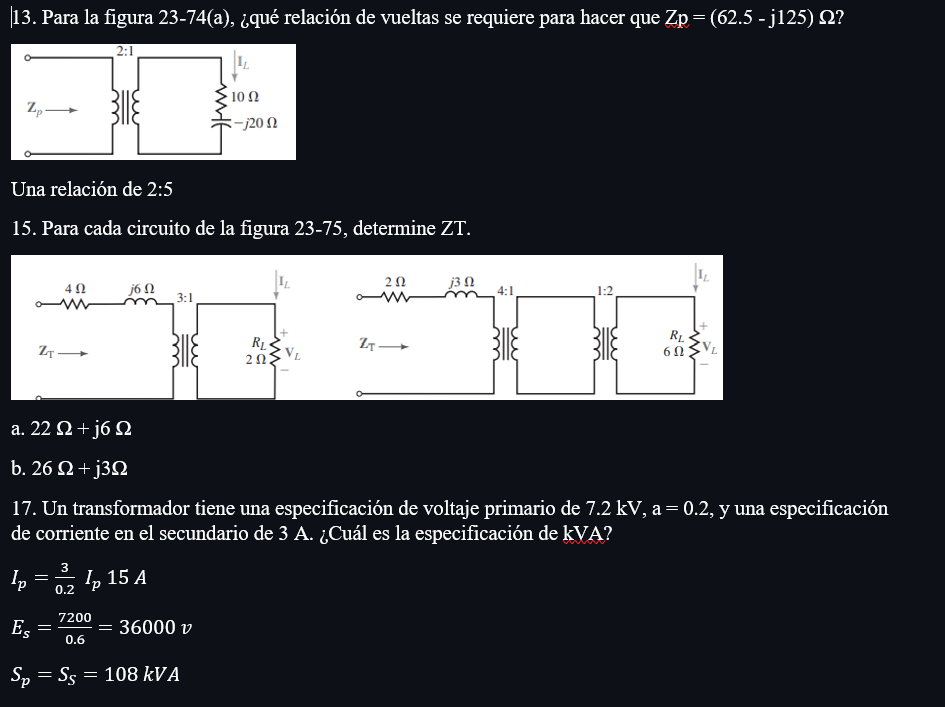 13. Para la figura 23-74(a), ¿qué relación de vueltas se requiere para hacer que Zp = (62.5 - j125) Ω?
2:1
I_L
10 Ω
Z_p
−j20 Ω
Una relación de 2:5
15. Para cada circuito de la figura 23-75, determine ZT.
4 Ω j6 Ω 3:1 I_L
Z_T R_L 2 Ω + V_L −
2 Ω j3 Ω 4:1 1:2 I_L
Z_T R_L 6 Ω + V_L −
a. 22 Ω + j6 Ω
b. 26 Ω + j3Ω
17. Un transformador tiene una especificación de voltaje primario de 7.2 kV, a = 0.2, y una especificación
de corriente en el secundario de 3 A. ¿Cuál es la especificación de kVA?
I_p = 3/0.2 I_p 15 A
E_s = 7200/0.6 = 36000 v
S_p = S_S = 108 kVA